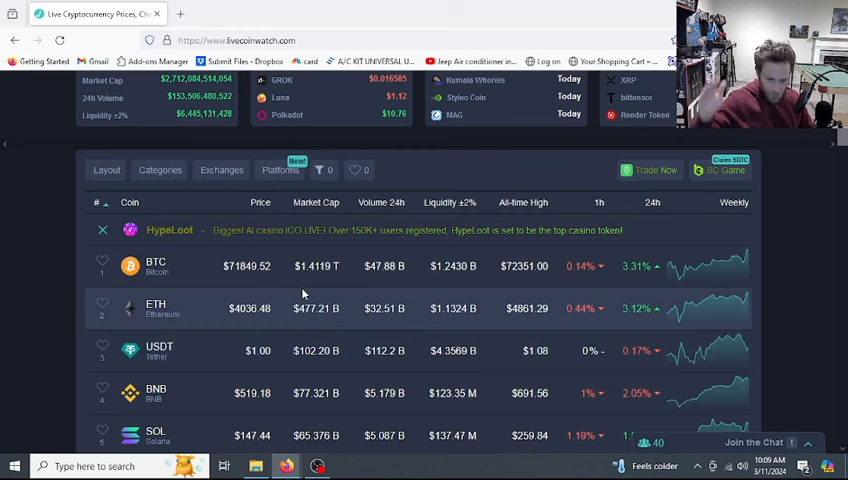 Live Cryptocurrency Prices, Cha
https://www.livecoinwatch.com
Getting Started Gmail Add-ons Manager Submit Files - Dropbox card A/C KIT UNIVERSAL U... Jeep Air conditioner in... Log on Your Shopping Cart ...
Market Cap $2,712,084,514,054 GROK $0.016585 Kumala Whoreis Today XRP
24h Volume $153,506,480,522 Luna $1.12 Styleo Coin Today bittensor
Liquidity ±2% $6,445,131,428 Polkadot $10.76 MAG Today Render Token
New! Claim 5BTC
Layout Categories Exchanges Platforms 0 0 Trade Now BC.Game
# Coin Price Market Cap Volume 24h Liquidity ±2% All-time High 1h 24h Weekly
HypeLoot - Biggest AI casino ICO LIVE! Over 150K+ users registered, HypeLoot is set to be the top casino token!
1 BTC Bitcoin $71849.52 $1.4119 T $47.88 B $1.2430 B $72351.00 0.14% 3.31%
2 ETH Ethereum $4036.48 $477.21 B $32.51 B $1.1324 B $4861.29 0.44% 3.12%
3 USDT Tether $1.00 $102.20 B $112.2 B $4.3569 B $1.08 0% - 0.17%
4 BNB BNB $519.18 $77.321 B $5.179 B $123.35 M $691.56 1% 2.05%
5 SOL Solana $147.44 $65.376 B $5.087 B $137.47 M $259.84 1.19%
40 Join the Chat
Type here to search Feels colder 10:09 AM
3/11/2024 2